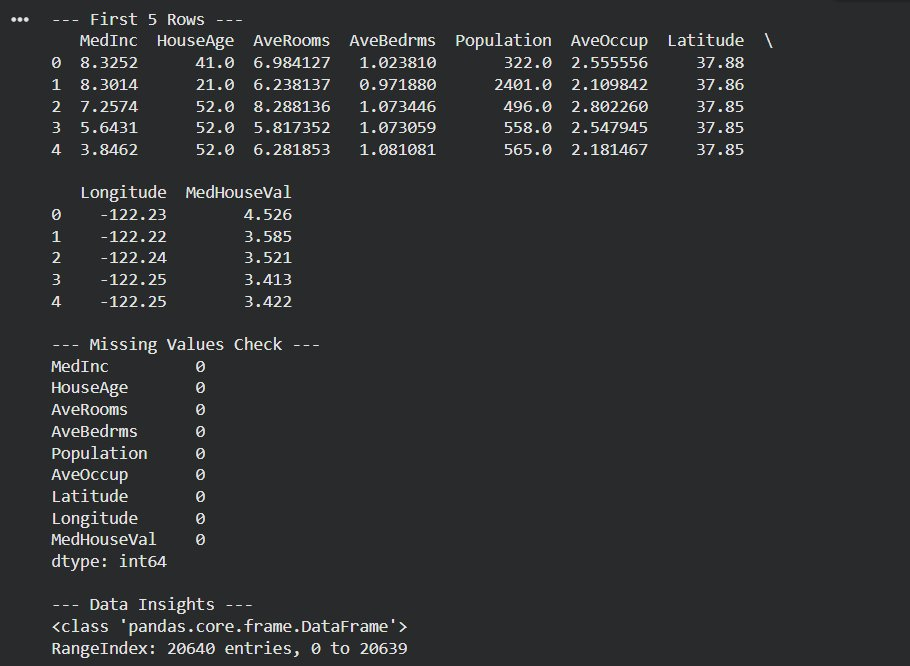 --- First 5 Rows ---
   MedInc  HouseAge  AveRooms  AveBedrms  Population  AveOccup  Latitude  \
0  8.3252      41.0  6.984127   1.023810       322.0  2.555556     37.88
1  8.3014      21.0  6.238137   0.971880      2401.0  2.109842     37.86
2  7.2574      52.0  8.288136   1.073446       496.0  2.802260     37.85
3  5.6431      52.0  5.817352   1.073059       558.0  2.547945     37.85
4  3.8462      52.0  6.281853   1.081081       565.0  2.181467     37.85
   Longitude  MedHouseVal
0    -122.23        4.526
1    -122.22        3.585
2    -122.24        3.521
3    -122.25        3.413
4    -122.25        3.422
--- Missing Values Check ---
MedInc         0
HouseAge       0
AveRooms       0
AveBedrms      0
Population     0
AveOccup       0
Latitude       0
Longitude      0
MedHouseVal    0
dtype: int64
--- Data Insights ---
<class 'pandas.core.frame.DataFrame'>
RangeIndex: 20640 entries, 0 to 20639